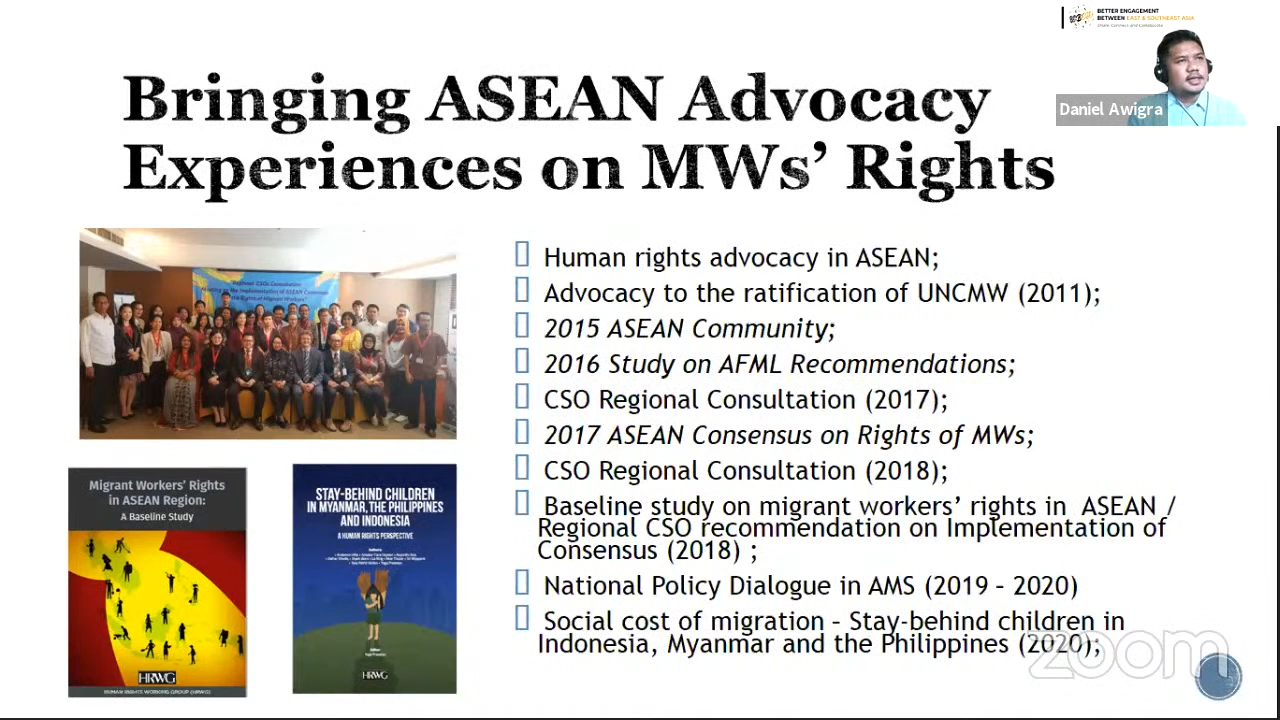 BETTER ENGAGEMENT
BETWEEN EAST & SOUTHEAST ASIA
Daniel Awigra
Bringing ASEAN Advocacy
Experiences on MWs’ Rights
Human rights advocacy in ASEAN;
Advocacy to the ratification of UNCMW (2011);
2015 ASEAN Community;
2016 Study on AFML Recommendations;
CSO Regional Consultation (2017);
2017 ASEAN Consensus on Rights of MWs;
CSO Regional Consultation (2018);
Baseline study on migrant workers’ rights in ASEAN /
Regional CSO recommendation on Implementation of
Consensus (2018) ;
National Policy Dialogue in AMS (2019 – 2020)
Social cost of migration – Stay-behind children in
Indonesia, Myanmar and the Philippines (2020);
Migrant Workers’ Rights
in ASEAN Region:
A Baseline Study
HRWG
HUMAN RIGHTS WORKING GROUP (HRWG)
STAY-BEHIND CHILDREN
IN MYANMAR, THE PHILIPPINES
AND INDONESIA
A HUMAN RIGHTS PERSPECTIVE
HRWG
zoom